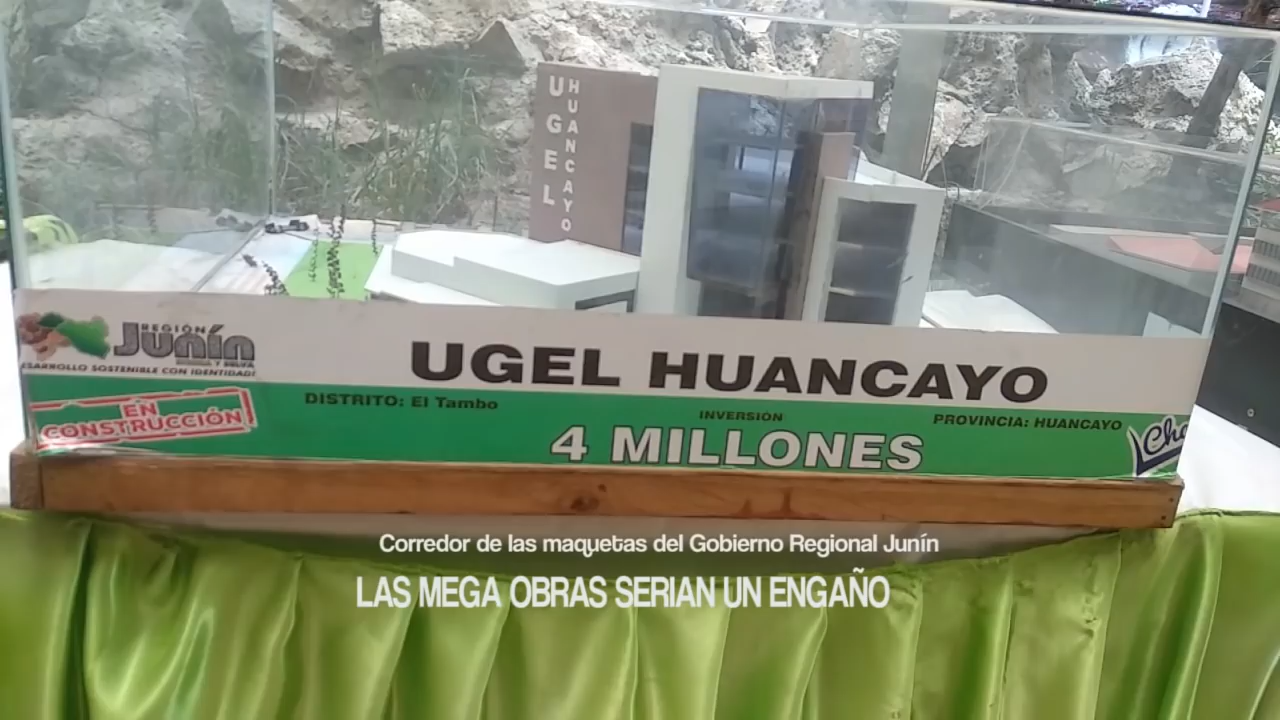 UGEL
HUANCAYO
REGIÓN
Junín
DESARROLLO SOSTENIBLE CON IDENTIDAD!
UGEL HUANCAYO
EN
CONSTRUCCIÓN
DISTRITO: El Tambo
INVERSIÓN
PROVINCIA: HUANCAYO
4 MILLONES
Corredor de las maquetas del Gobierno Regional Junín
LAS MEGA OBRAS SERIAN UN ENGAÑO